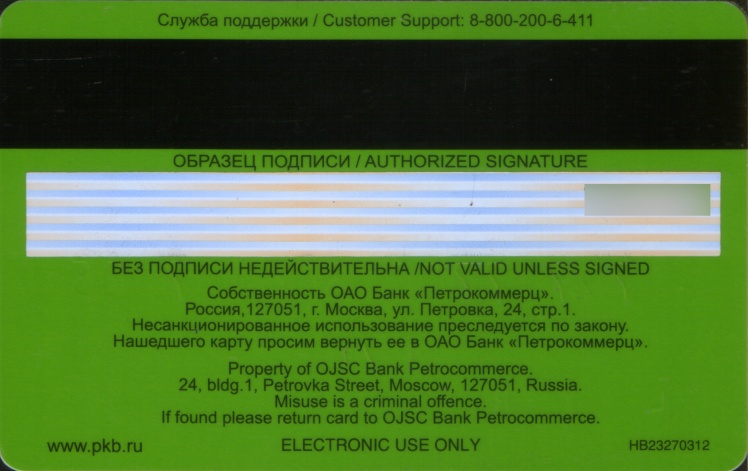 Служба поддержки / Customer Support: 8-800-200-6-411
ОБРАЗЕЦ ПОДПИСИ / AUTHORIZED SIGNATURE
БЕЗ ПОДПИСИ НЕДЕЙСТВИТЕЛЬНА /NOT VALID UNLESS SIGNED
Собственность ОАО Банк «Петрокоммерц».
Россия,127051, г. Москва, ул. Петровка, 24, стр.1.
Несанкционированное использование преследуется по закону.
Нашедшего карту просим вернуть ее в ОАО Банк «Петрокоммерц».
Property of OJSC Bank Petrocommerce.
24, bldg.1, Petrovka Street, Moscow, 127051, Russia.
Misuse is a criminal offence.
If found please return card to OJSC Bank Petrocommerce.
www.pkb.ru ELECTRONIC USE ONLY HB23270312